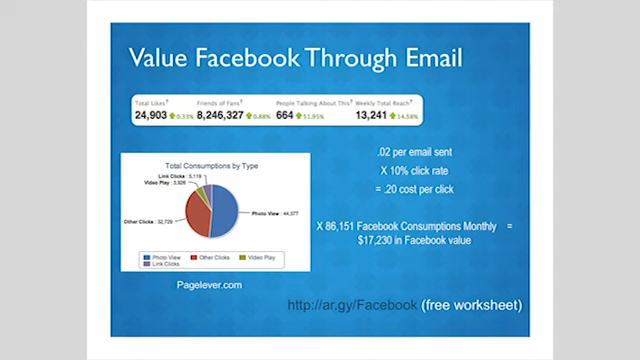 Value Facebook Through Email
Total Likes? Friends of Fans? People Talking About This? Weekly Total Reach?
24,903 0.33% 8,246,327 0.88% 664 51.95% 13,241 14.58%
.02 per email sent
X 10% click rate
= .20 cost per click
Total Consumptions by Type
Link Clicks : 5,119
Video Play : 3,926
Photo View : 44,377
Other Clicks : 32,729
Photo View Other Clicks Video Play
Link Clicks
X 86,151 Facebook Consumptions Monthly =
$17,230 in Facebook value
Pagelever.com
http://ar.gy/Facebook (free worksheet)